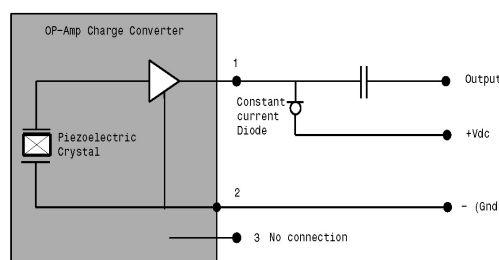 OP-Amp Charge Converter
1
Output
Constant
current
Diode
+Vdc
Piezoelectric
Crystal
2
- (Gnd
3 No connection